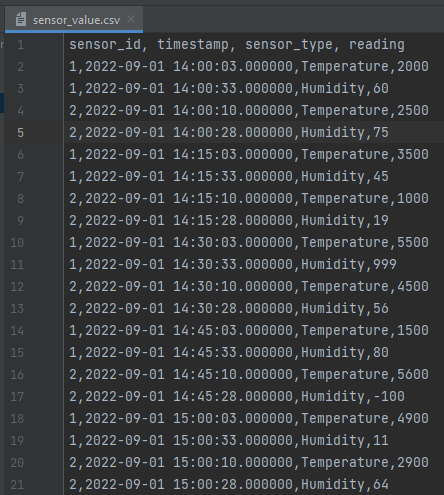 sensor_value.csv
1 sensor_id, timestamp, sensor_type, reading
2 1,2022-09-01 14:00:03.000000,Temperature,2000
3 1,2022-09-01 14:00:33.000000,Humidity,60
4 2,2022-09-01 14:00:10.000000,Temperature,2500
5 2,2022-09-01 14:00:28.000000,Humidity,75
6 1,2022-09-01 14:15:03.000000,Temperature,3500
7 1,2022-09-01 14:15:33.000000,Humidity,45
8 2,2022-09-01 14:15:10.000000,Temperature,1000
9 2,2022-09-01 14:15:28.000000,Humidity,19
10 1,2022-09-01 14:30:03.000000,Temperature,5500
11 1,2022-09-01 14:30:33.000000,Humidity,999
12 2,2022-09-01 14:30:10.000000,Temperature,4500
13 2,2022-09-01 14:30:28.000000,Humidity,56
14 1,2022-09-01 14:45:03.000000,Temperature,1500
15 1,2022-09-01 14:45:33.000000,Humidity,80
16 2,2022-09-01 14:45:10.000000,Temperature,5600
17 2,2022-09-01 14:45:28.000000,Humidity,-100
18 1,2022-09-01 15:00:03.000000,Temperature,4900
19 1,2022-09-01 15:00:33.000000,Humidity,11
20 2,2022-09-01 15:00:10.000000,Temperature,2900
21 2,2022-09-01 15:00:28.000000,Humidity,64